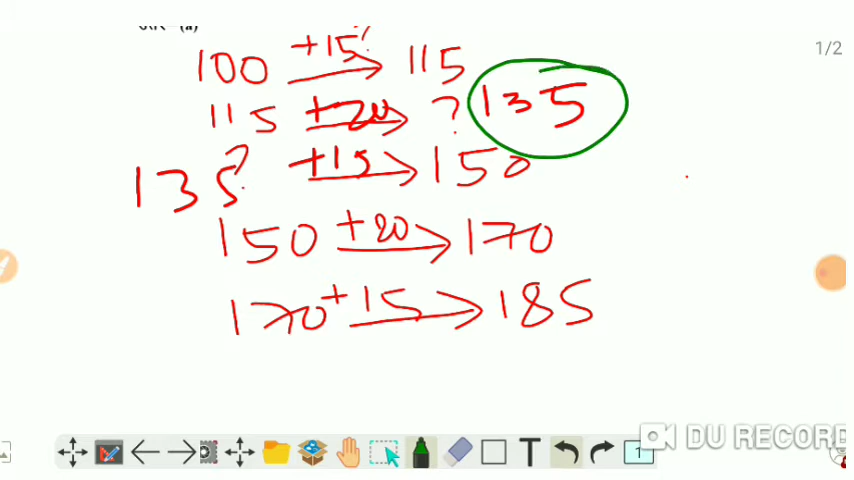 1/2
100 +15? → 115
115 +20 → ? 135
135? +15 → 150
150 +20 → 170
170 +15 → 185
T 1
DU RECORD